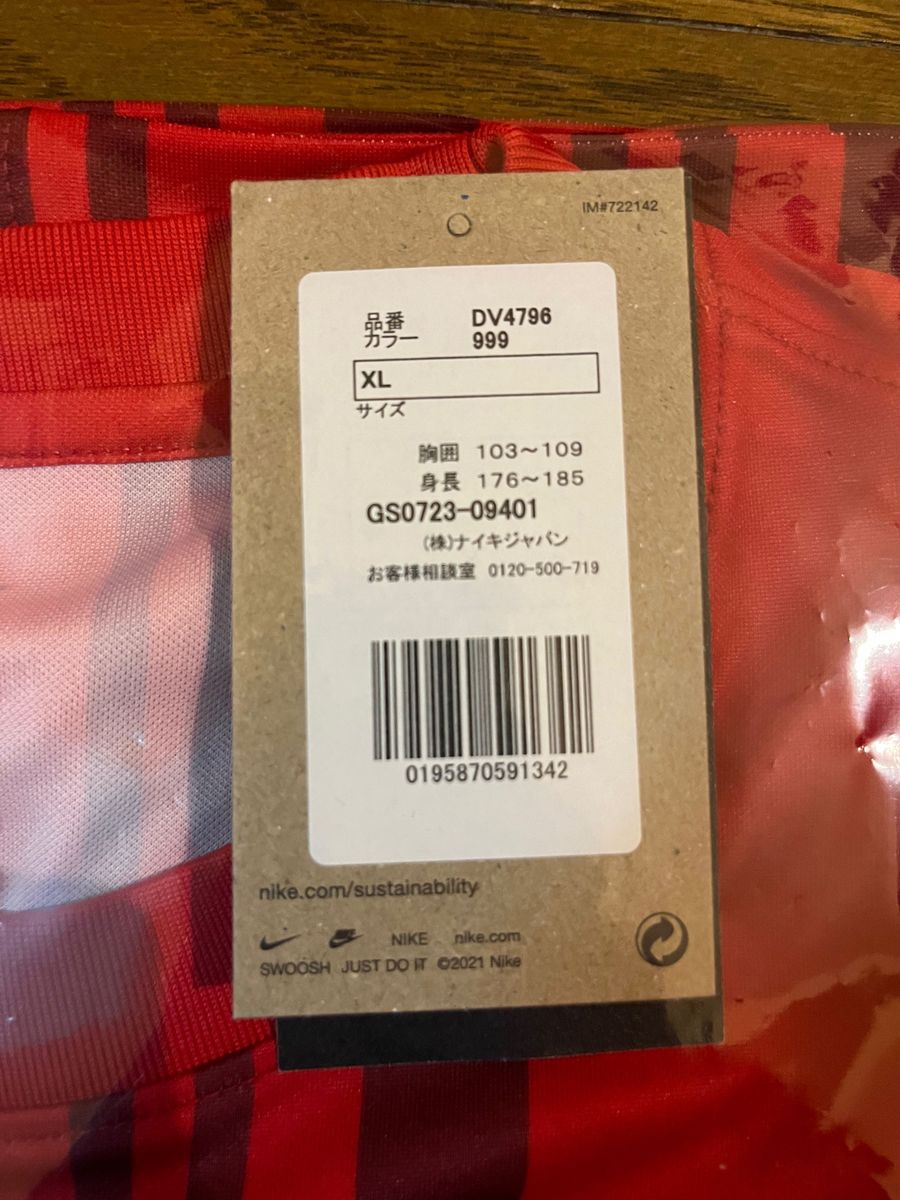 IM#722142
品番 DV4796
カラー 999
XL
サイズ
胸囲 103～109
身長 176～185
GS0723-09401
(株)ナイキジャパン
お客様相談室 0120-500-719
0195870591342
nike.com/sustainability
NIKE nike.com
SWOOSH JUST DO IT ©2021 Nike